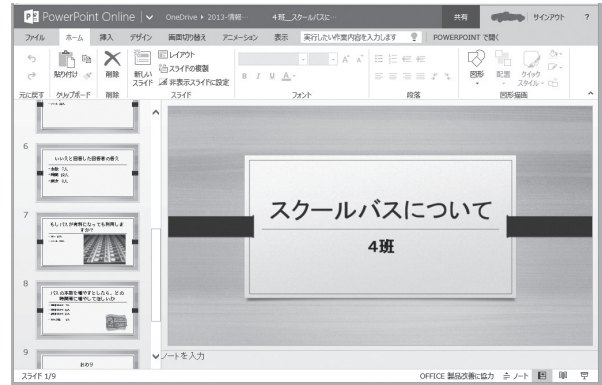 PowerPoint Online
OneDrive ▸ 2013-情報…
4班__スクールバスに…
共有
サインアウト
?
ファイル
ホーム
挿入
デザイン
画面切り替え
アニメーション
表示
実行したい作業内容を入力します
POWERPOINT で開く
貼り付け
削除
新しい
スライド
レイアウト
スライドの複製
非表示スライドに設定
B I U A
図形
配置
クイック
スタイル
元に戻す
クリップボード
削除
スライド
フォント
段落
図形描画
6
いいえと回答した回答者の答え
7
もしバスが有料になっても利用しま
すか?
8
バスの本数を増やすとしたら、どの
時間帯に増やして欲しいか
9
おわり
スクールバスについて
4班
ノートを入力
スライド 1/9
OFFICE 製品改善に協力
ノート